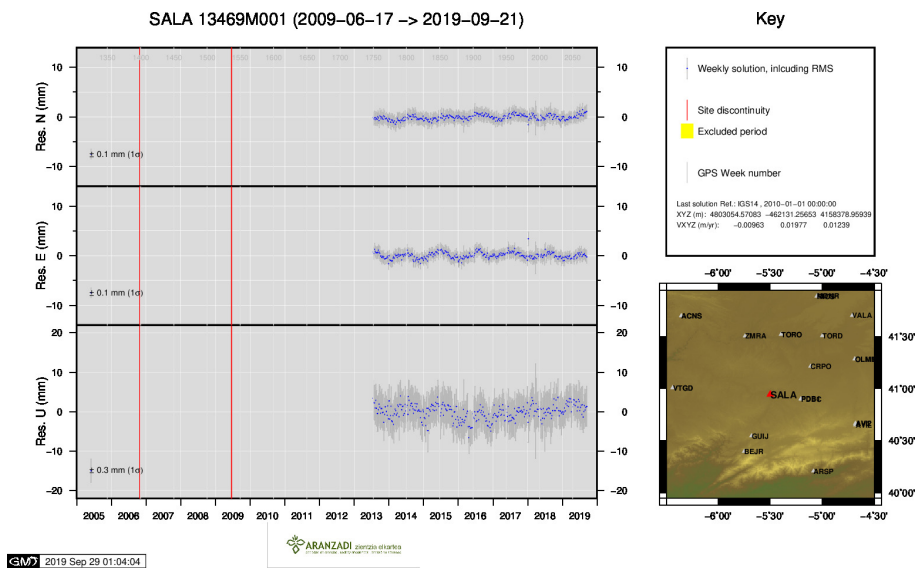 SALA 13469M001 (2009−06−17 −> 2019−09−21)
Key
1350 1400 1450 1500 1550 1600 1650 1700 1750 1800 1850 1900 1950 2000 2050
Res. N (mm)
10 10
0 0
−10 −10
± 0.1 mm (1σ)
Res. E (mm)
10 10
0 0
−10 −10
± 0.1 mm (1σ)
Res. U (mm)
20 20
10 10
0 0
−10 −10
−20 −20
± 0.3 mm (1σ)
2005 2006 2007 2008 2009 2010 2011 2012 2013 2014 2015 2016 2017 2018 2019
Weekly solution, inlcuding RMS
Site discontinuity
Excluded period
GPS Week number
Last solution Ref.: IGS14 , 2010−01−01 00:00:00
XYZ (m): 4803054.57083 −462131.25653 4158378.95939
VXYZ (m/yr): −0.00963 0.01977 0.01239
−6˚00' −5˚30' −5˚00' −4˚30'
ACNS
VALA
ZMRA
TORO
TORD
41˚30'
CRPO
OLME
VTGD
41˚00'
SALA
PDBC
GUIJ
40˚30'
BEJR
ARSP
40˚00'
−6˚00' −5˚30' −5˚00' −4˚30'
ARANZADI zientzia elkartea
GMT 2019 Sep 29 01:04:04